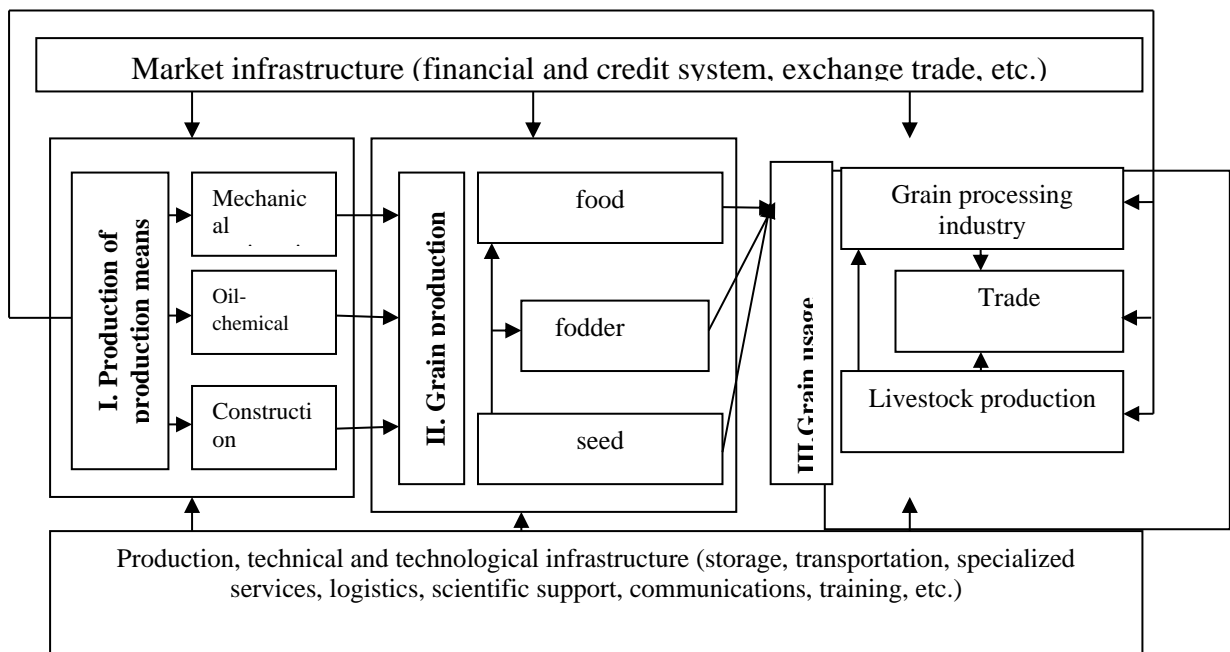 Market infrastructure (financial and credit system, exchange trade, etc.)
I. Production of
production means
Mechanic
al
Oil-
chemical
Constructi
on
II. Grain production
food
fodder
seed
III.Grain usage
Grain processing
industry
Trade
Livestock production
Production, technical and technological infrastructure (storage, transportation, specialized
services, logistics, scientific support, communications, training, etc.)